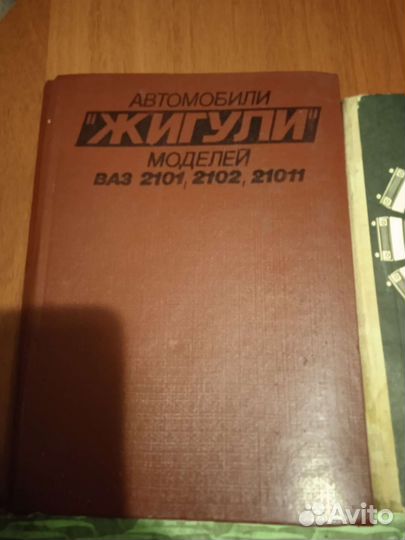 АВТОМОБИЛИ
"ЖИГУЛИ"
МОДЕЛЕЙ
ВАЗ 2101, 2102, 21011
Avito